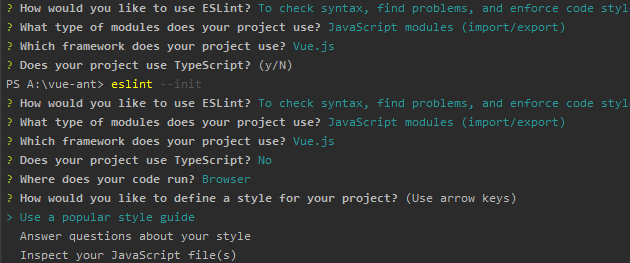 ? How would you like to use ESLint? To check syntax, find problems, and enforce code styl
? What type of modules does your project use? JavaScript modules (import/export)
? Which framework does your project use? Vue.js
? Does your project use TypeScript? (y/N)
PS A:\vue-ant> eslint --init
? How would you like to use ESLint? To check syntax, find problems, and enforce code styl
? What type of modules does your project use? JavaScript modules (import/export)
? Which framework does your project use? Vue.js
? Does your project use TypeScript? No
? Where does your code run? Browser
? How would you like to define a style for your project? (Use arrow keys)
> Use a popular style guide
Answer questions about your style
Inspect your JavaScript file(s)